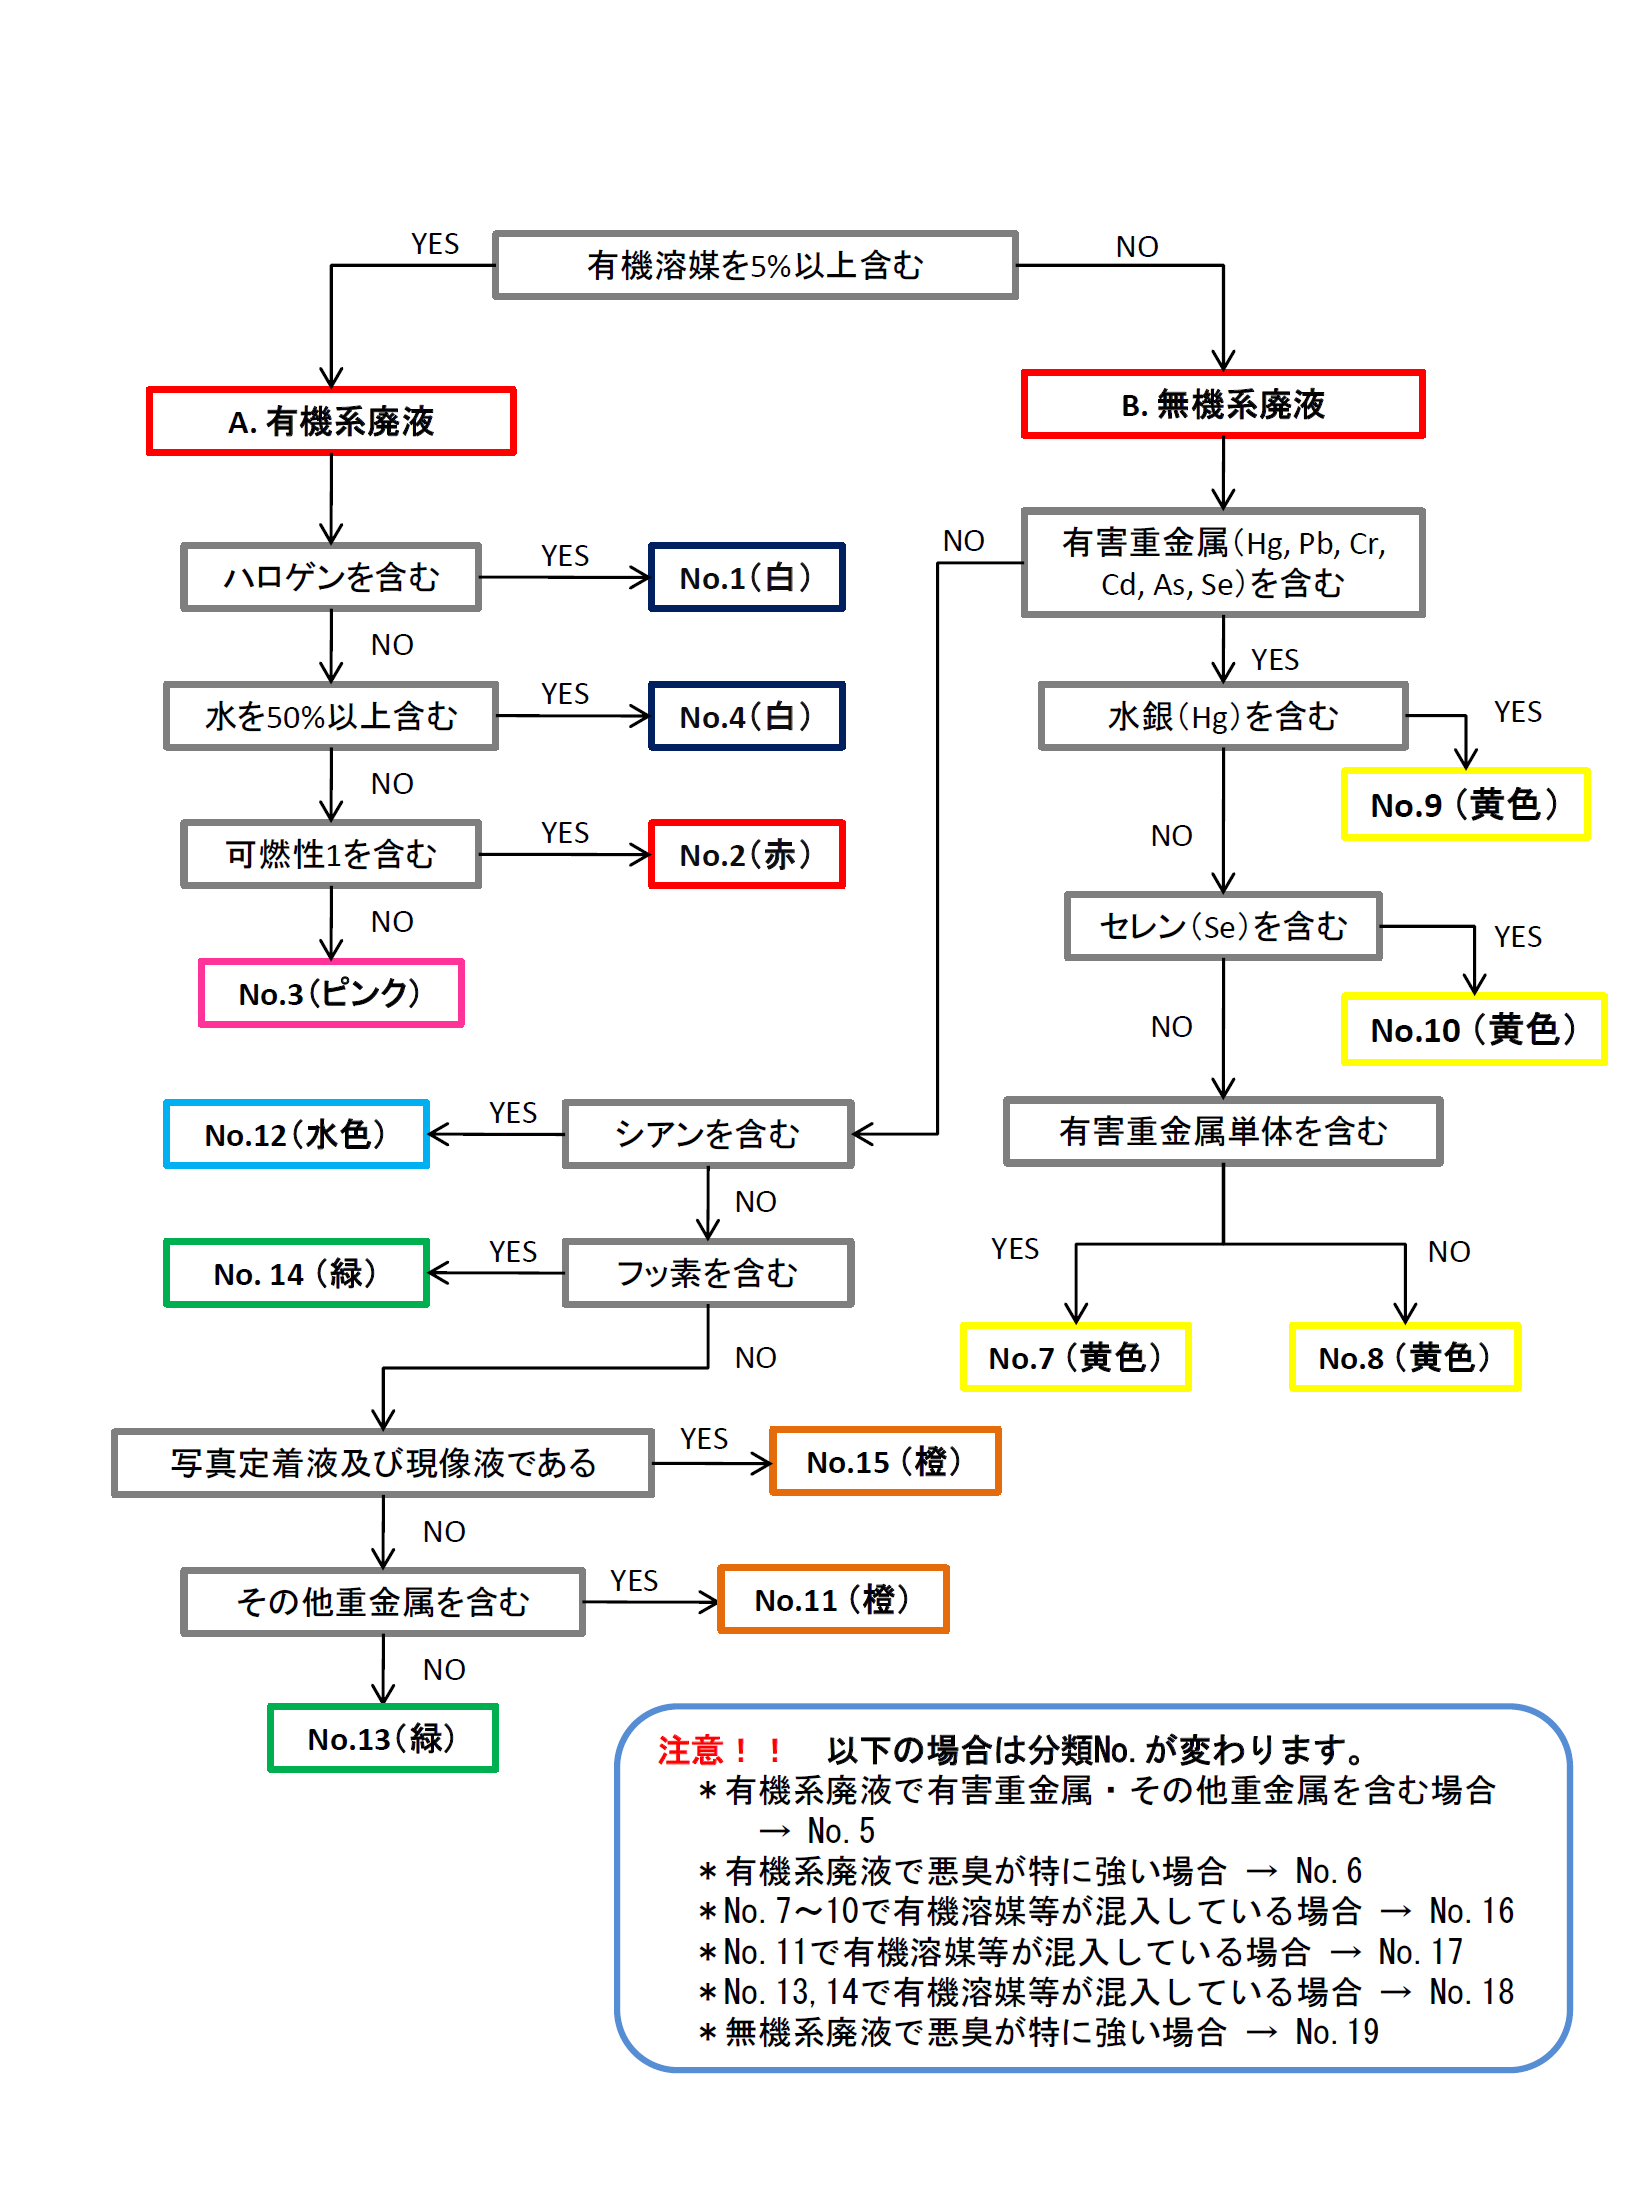 有機溶媒を5%以上含む
YES
NO
A. 有機系廃液
B. 無機系廃液
ハロゲンを含む
YES
No.1（白）
NO
水を50%以上含む
YES
No.4（白）
NO
可燃性1を含む
YES
No.2（赤）
NO
No.3（ピンク）
有害重金属（Hg, Pb, Cr,
Cd, As, Se）を含む
NO
YES
水銀（Hg）を含む
YES
No.9（黄色）
NO
セレン（Se）を含む
YES
No.10（黄色）
NO
有害重金属単体を含む
YES
NO
No.7（黄色）
No.8（黄色）
シアンを含む
YES
No.12（水色）
NO
フッ素を含む
YES
No. 14（緑）
NO
写真定着液及び現像液である
YES
No.15（橙）
NO
その他重金属を含む
YES
No.11（橙）
NO
No.13（緑）
注意！！　以下の場合は分類No.が変わります。
＊有機系廃液で有害重金属・その他重金属を含む場合
→ No.5
＊有機系廃液で悪臭が特に強い場合 → No.6
＊No.7～10で有機溶媒等が混入している場合 → No.16
＊No.11で有機溶媒等が混入している場合 → No.17
＊No.13,14で有機溶媒等が混入している場合 → No.18
＊無機系廃液で悪臭が特に強い場合 → No.19